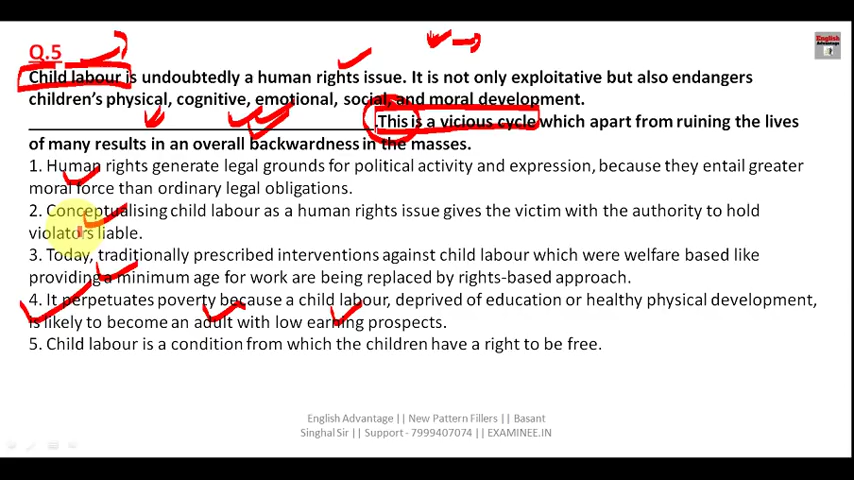 English
Advantage
Q.5
Child labour is undoubtedly a human rights issue. It is not only exploitative but also endangers
children's physical, cognitive, emotional, social, and moral development.
______________________________.This is a vicious cycle which apart from ruining the lives
of many results in an overall backwardness in the masses.
1. Human rights generate legal grounds for political activity and expression, because they entail greater
moral force than ordinary legal obligations.
2. Conceptualising child labour as a human rights issue gives the victim with the authority to hold
violators liable.
3. Today, traditionally prescribed interventions against child labour which were welfare based like
providing a minimum age for work are being replaced by rights-based approach.
4. It perpetuates poverty because a child labour, deprived of education or healthy physical development,
is likely to become an adult with low earning prospects.
5. Child labour is a condition from which the children have a right to be free.
English Advantage || New Pattern Fillers || Basant
Singhal Sir || Support - 7999407074 || EXAMINEE.IN